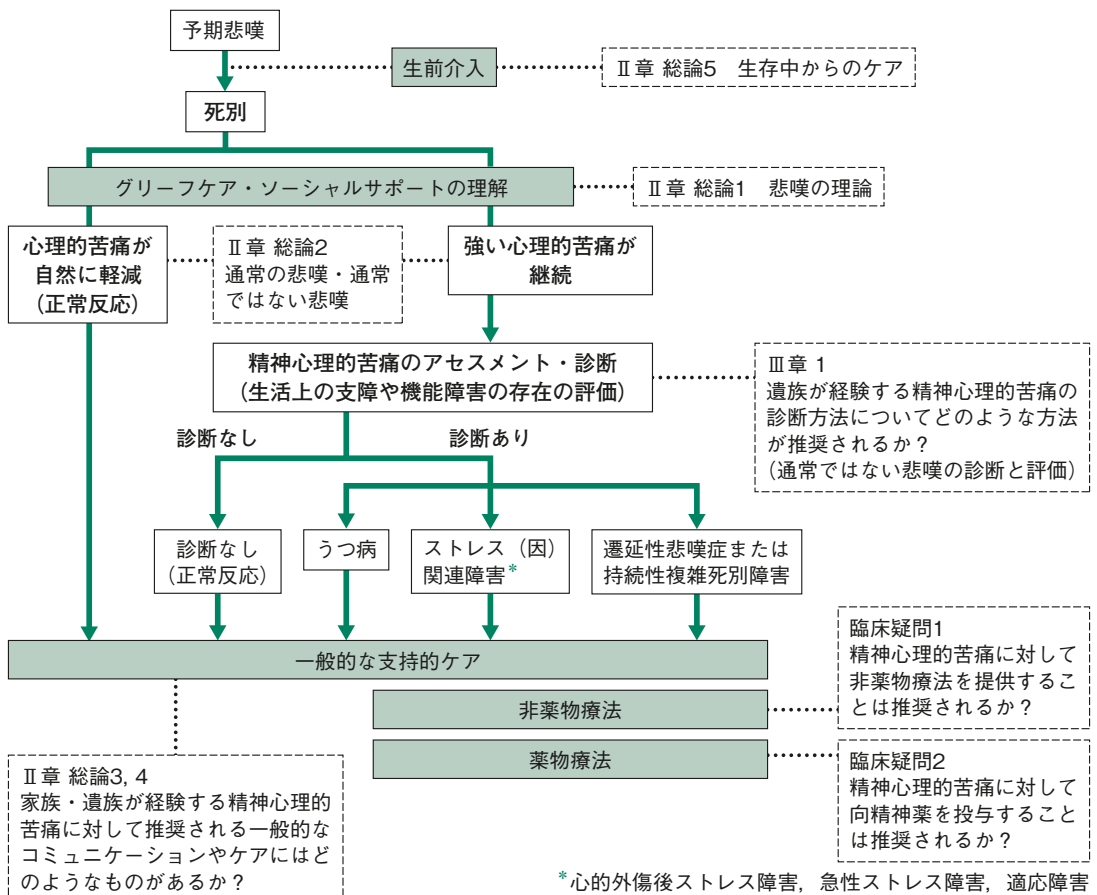 予期悲嘆
生前介入
Ⅱ章 総論5 生存中からのケア
死別
グリーフケア・ソーシャルサポートの理解
Ⅱ章 総論1 悲嘆の理論
心理的苦痛が
自然に軽減
(正常反応)
Ⅱ章 総論2
通常の悲嘆・通常
ではない悲嘆
強い心理的苦痛が
継続
精神心理的苦痛のアセスメント・診断
(生活上の支障や機能障害の存在の評価)
Ⅲ章 1
遺族が経験する精神心理的苦痛の
診断方法についてどのような方法
が推奨されるか?
(通常ではない悲嘆の診断と評価)
診断なし
診断あり
診断なし
(正常反応)
うつ病
ストレス(因)
関連障害*
遷延性悲嘆症または
持続性複雑死別障害
一般的な支持的ケア
臨床疑問1
精神心理的苦痛に対して
非薬物療法を提供するこ
とは推奨されるか?
非薬物療法
薬物療法
臨床疑問2
精神心理的苦痛に対して
向精神薬を投与すること
は推奨されるか?
Ⅱ章 総論3, 4
家族・遺族が経験する精神心理的
苦痛に対して推奨される一般的な
コミュニケーションやケアにはど
のようなものがあるか?
*心的外傷後ストレス障害,急性ストレス障害,適応障害